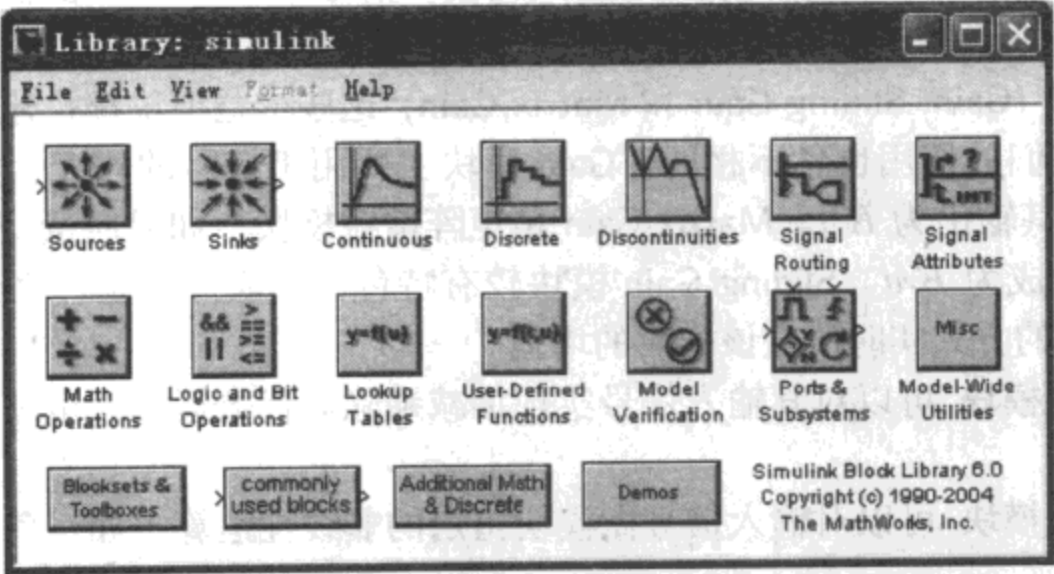 Library: simulink
File Edit View Format Help
Sources Sinks Continuous Discrete Discontinuities Signal Routing Signal Attributes
+ − ÷ × && || > == >= <= y=f(u) y=f(t,u) Misc
Math Operations Logic and Bit Operations Lookup Tables User-Defined Functions Model Verification Ports & Subsystems Model-Wide Utilities
Blocksets & Toolboxes
commonly used blocks
Additional Math & Discrete
Demos
Simulink Block Library 6.0
Copyright (c) 1990-2004
The MathWorks, Inc.